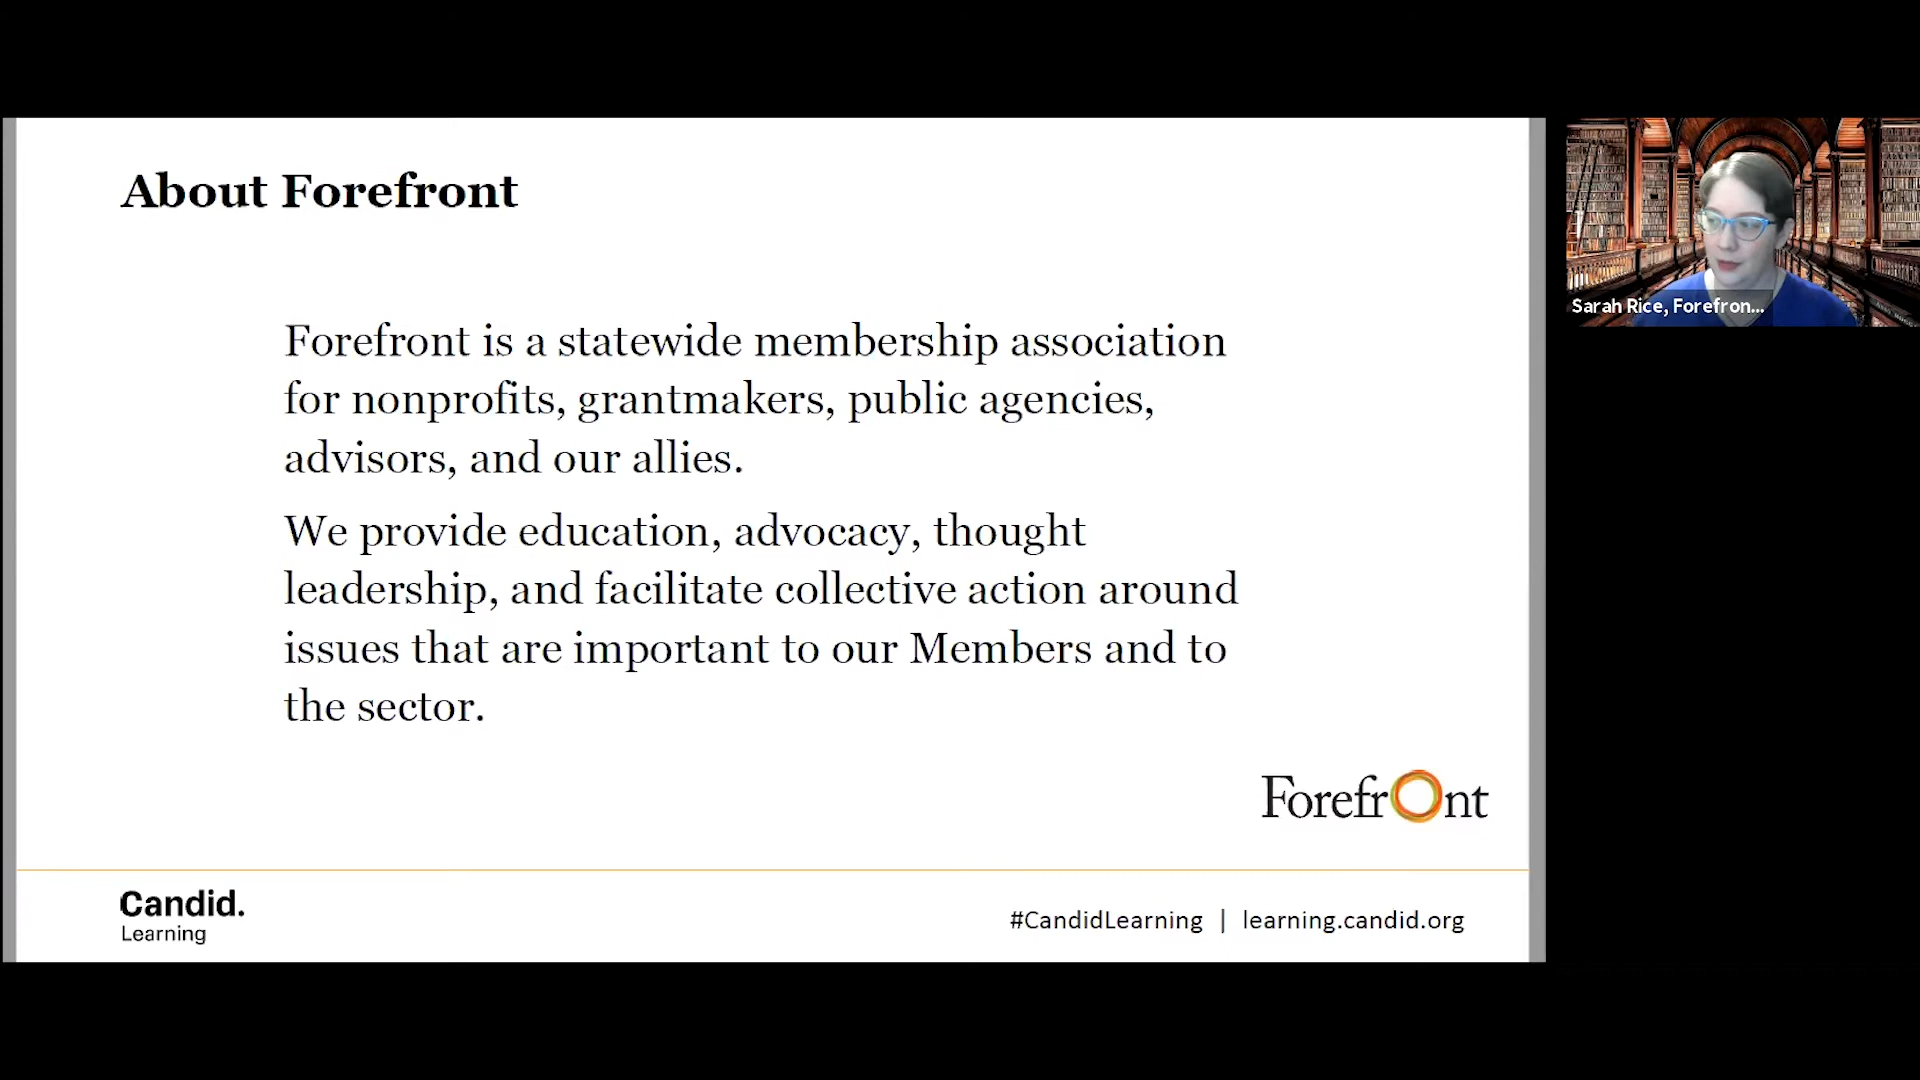 About Forefront
Forefront is a statewide membership association
for nonprofits, grantmakers, public agencies,
advisors, and our allies.
We provide education, advocacy, thought
leadership, and facilitate collective action around
issues that are important to our Members and to
the sector.
Forefront
Candid.
Learning
#CandidLearning | learning.candid.org
Sarah Rice, Forefron...